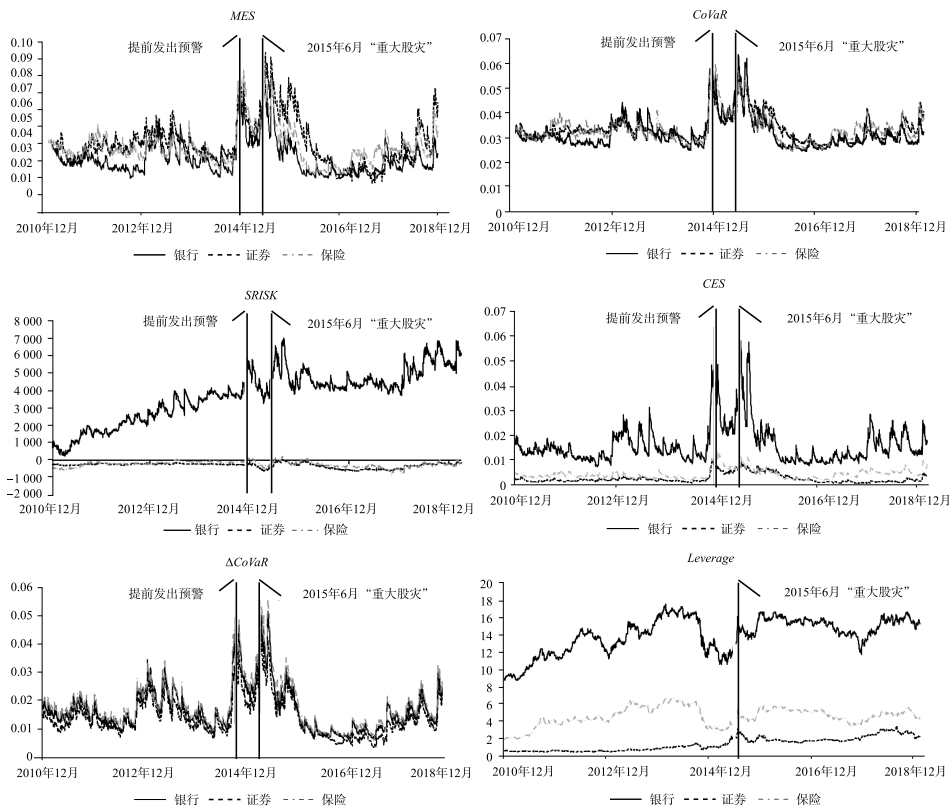 MES
提前发出预警
2015年6月“重大股灾”
0.10
0.09
0.08
0.07
0.06
0.05
0.04
0.03
0.02
0.01
0
2010年12月 2012年12月 2014年12月 2016年12月 2018年12月
银行 证券 保险
CoVaR
提前发出预警
2015年6月“重大股灾”
0.07
0.06
0.05
0.04
0.03
0.02
0.01
0
2010年12月 2012年12月 2014年12月 2016年12月 2018年12月
银行 证券 保险
SRISK
提前发出预警
2015年6月“重大股灾”
8 000
7 000
6 000
5 000
4 000
3 000
2 000
1 000
0
−1 000
−2 000
2010年12月 2012年12月 2014年12月 2016年12月 2018年12月
银行 证券 保险
CES
提前发出预警
2015年6月“重大股灾”
0.07
0.06
0.05
0.04
0.03
0.02
0.01
0
2010年12月 2012年12月 2014年12月 2016年12月 2018年12月
银行 证券 保险
ΔCoVaR
提前发出预警
2015年6月“重大股灾”
0.06
0.05
0.04
0.03
0.02
0.01
0
2010年12月 2012年12月 2014年12月 2016年12月 2018年12月
银行 证券 保险
Leverage
2015年6月“重大股灾”
20
18
16
14
12
10
8
6
4
2
0
2010年12月 2012年12月 2014年12月 2016年12月 2018年12月
银行 证券 保险